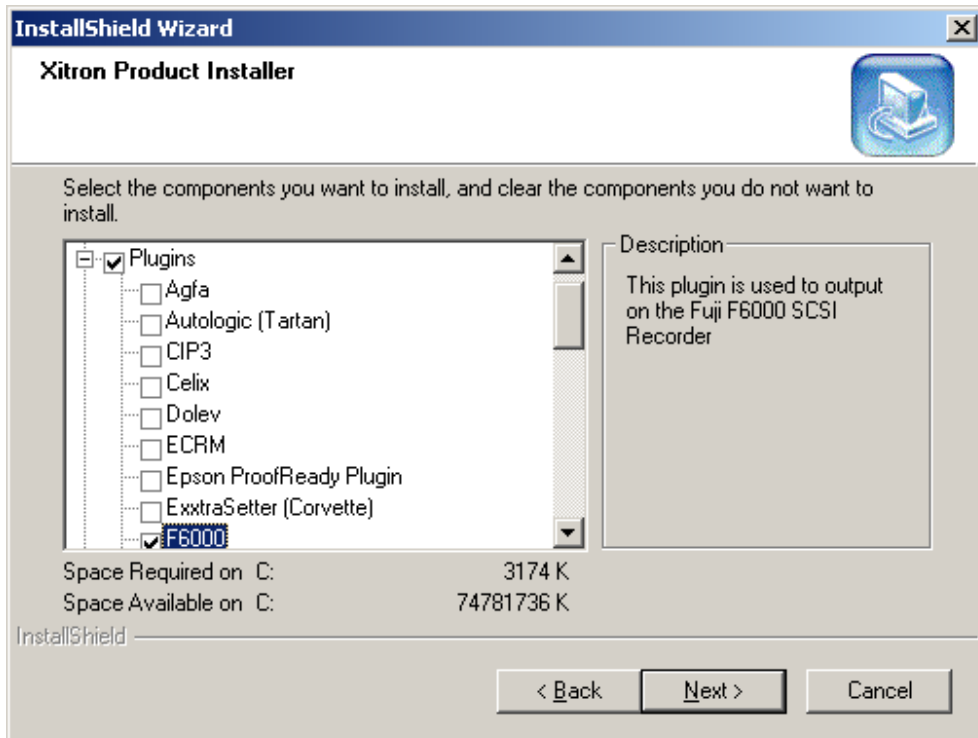 InstallShield Wizard
Xitron Product Installer
Select the components you want to install, and clear the components you do not want to
install.
Plugins
Agfa
Autologic (Tartan)
CIP3
Celix
Dolev
ECRM
Epson ProofReady Plugin
ExxtraSetter (Corvette)
F6000
Description
This plugin is used to output
on the Fuji F6000 SCSI
Recorder
Space Required on C: 3174 K
Space Available on C: 74781736 K
InstallShield
< Back Next > Cancel